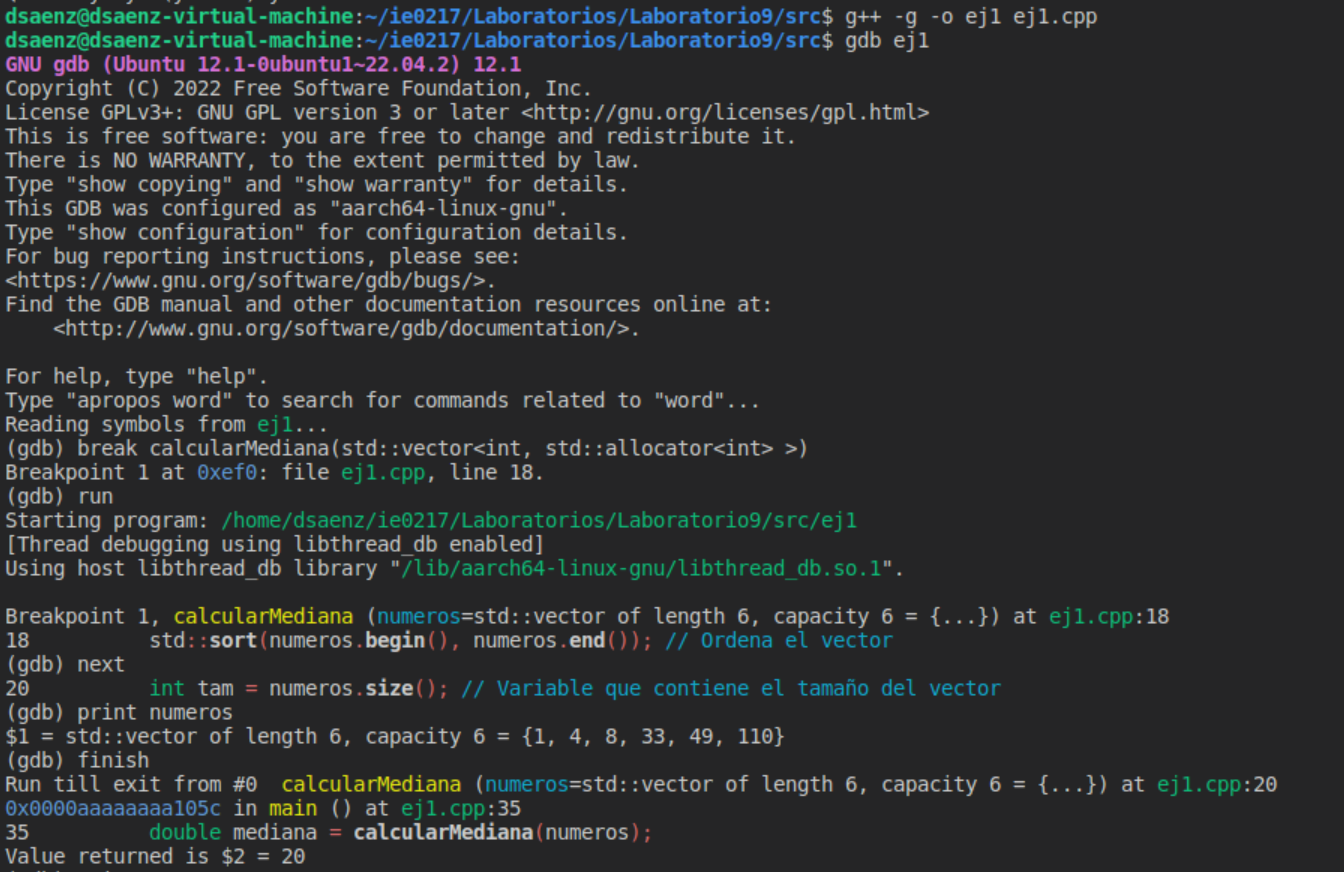 dsaenz@dsaenz-virtual-machine:~/ie0217/Laboratorios/Laboratorio9/src$ g++ -g -o ej1 ej1.cpp
dsaenz@dsaenz-virtual-machine:~/ie0217/Laboratorios/Laboratorio9/src$ gdb ej1
GNU gdb (Ubuntu 12.1-0ubuntu1~22.04.2) 12.1
Copyright (C) 2022 Free Software Foundation, Inc.
License GPLv3+: GNU GPL version 3 or later <http://gnu.org/licenses/gpl.html>
This is free software: you are free to change and redistribute it.
There is NO WARRANTY, to the extent permitted by law.
Type "show copying" and "show warranty" for details.
This GDB was configured as "aarch64-linux-gnu".
Type "show configuration" for configuration details.
For bug reporting instructions, please see:
<https://www.gnu.org/software/gdb/bugs/>.
Find the GDB manual and other documentation resources online at:
    <http://www.gnu.org/software/gdb/documentation/>.

For help, type "help".
Type "apropos word" to search for commands related to "word"...
Reading symbols from ej1...
(gdb) break calcularMediana(std::vector<int, std::allocator<int> >)
Breakpoint 1 at 0xef0: file ej1.cpp, line 18.
(gdb) run
Starting program: /home/dsaenz/ie0217/Laboratorios/Laboratorio9/src/ej1
[Thread debugging using libthread_db enabled]
Using host libthread_db library "/lib/aarch64-linux-gnu/libthread_db.so.1".

Breakpoint 1, calcularMediana (numeros=std::vector of length 6, capacity 6 = {...}) at ej1.cpp:18
18          std::sort(numeros.begin(), numeros.end()); // Ordena el vector
(gdb) next
20          int tam = numeros.size(); // Variable que contiene el tamaño del vector
(gdb) print numeros
$1 = std::vector of length 6, capacity 6 = {1, 4, 8, 33, 49, 110}
(gdb) finish
Run till exit from #0  calcularMediana (numeros=std::vector of length 6, capacity 6 = {...}) at ej1.cpp:20
0x0000aaaaaaaa105c in main () at ej1.cpp:35
35          double mediana = calcularMediana(numeros);
Value returned is $2 = 20